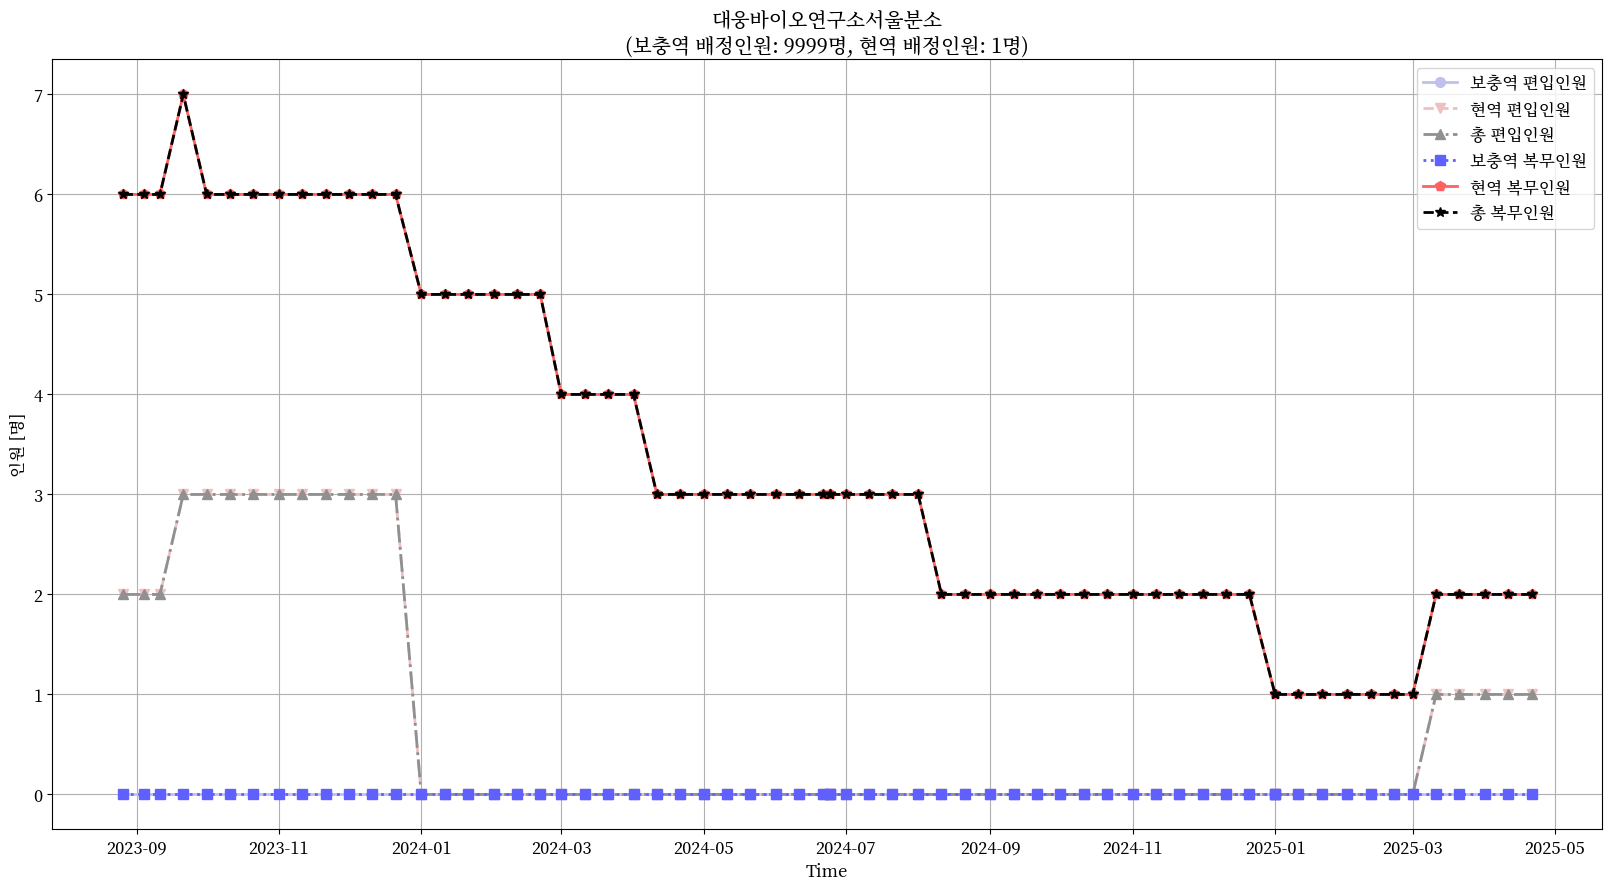 대웅바이오연구소서울분소
(보충역 배정인원: 9999명, 현역 배정인원: 1명)
보충역 편입인원
현역 편입인원
총 편입인원
보충역 복무인원
현역 복무인원
총 복무인원
인원 [명]
7
6
5
4
3
2
1
0
2023-09
2023-11
2024-01
2024-03
2024-05
2024-07
2024-09
2024-11
2025-01
2025-03
2025-05
Time